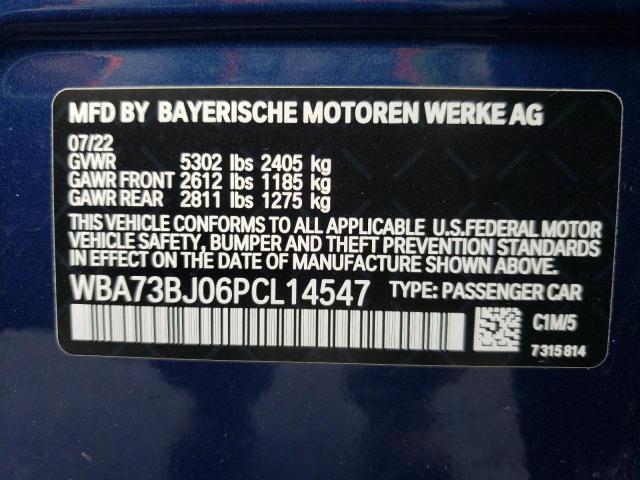 MFD BY BAYERISCHE MOTOREN WERKE AG
07/22
GVWR 5302 lbs 2405 kg
GAWR FRONT 2612 lbs 1185 kg
GAWR REAR 2811 lbs 1275 kg
THIS VEHICLE CONFORMS TO ALL APPLICABLE U.S.FEDERAL MOTOR
VEHICLE SAFETY, BUMPER AND THEFT PREVENTION STANDARDS
IN EFFECT ON THE DATE OF MANUFACTURE SHOWN ABOVE.
WBA73BJ06PCL14547 TYPE: PASSENGER CAR
C1M/5
7315814